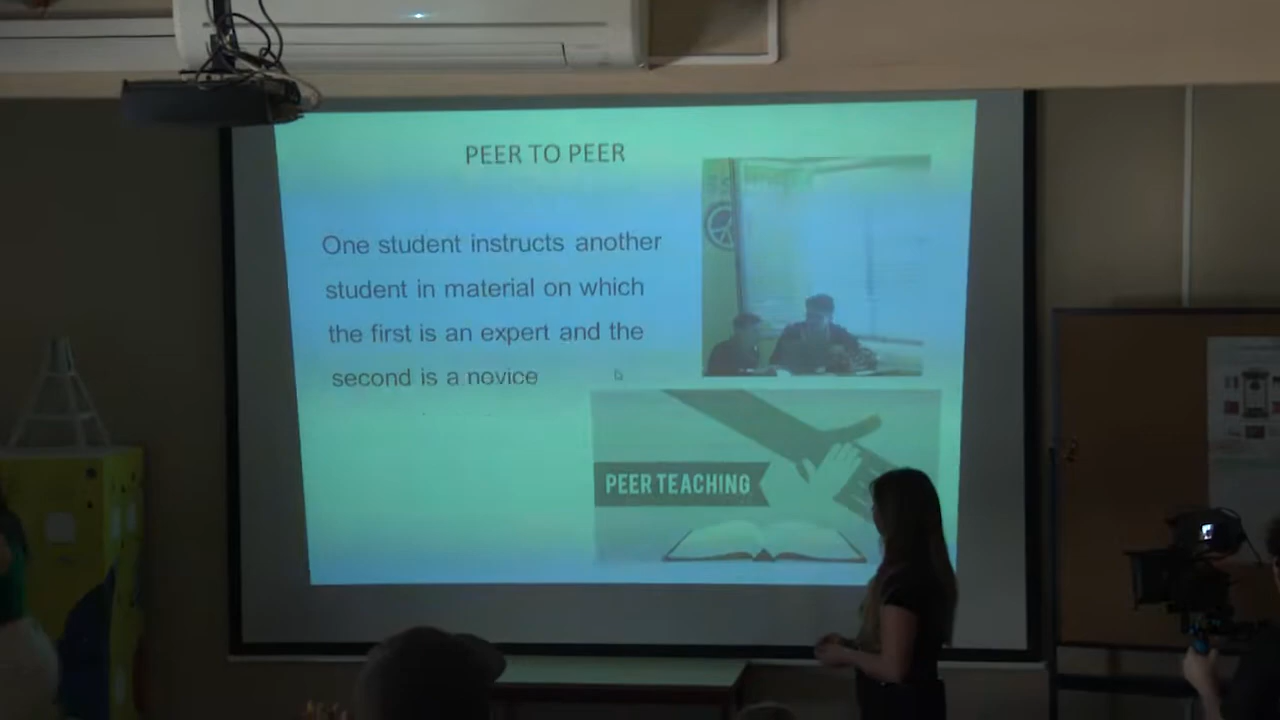 PEER TO PEER
One student instructs another
student in material on which
the first is an expert and the
second is a novice
PEER TEACHING